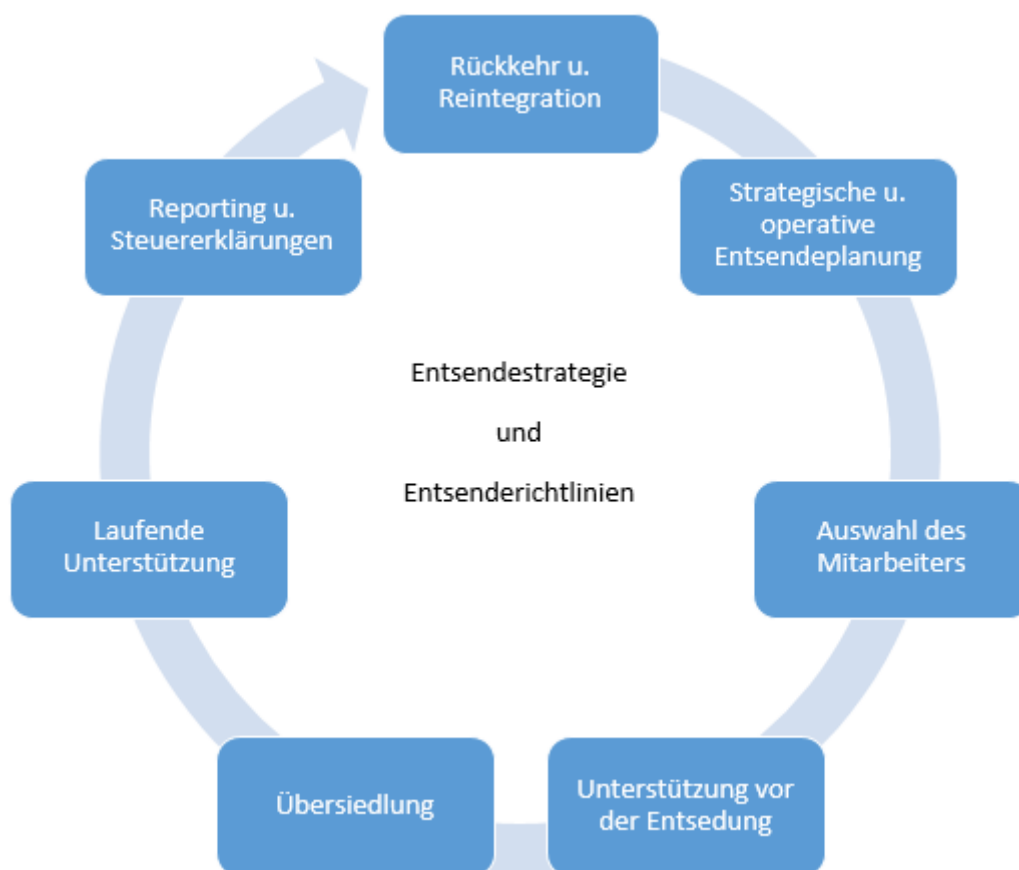 Rückkehr u.
Reintegration
Strategische u.
operative
Entsendeplanung
Auswahl des
Mitarbeiters
Unterstützung vor
der Entsedung
Übersiedlung
Laufende
Unterstützung
Reporting u.
Steuererklärungen
Entsendestrategie
und
Entsenderichtlinien